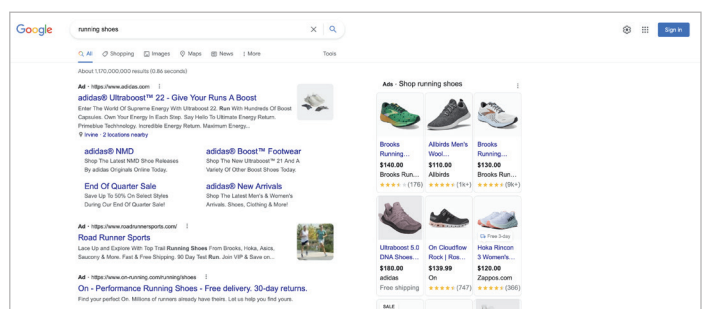 Google
running shoes
Sign in
All
Shopping
Images
Maps
News
More
Tools
About 1.170.000.000 results (0.86 seconds)
Ad · https://www.adidas.com
adidas® Ultraboost™ 22 - Give Your Runs A Boost
Enter The World Of Supreme Energy With Ultraboost 22. Run With Hundreds Of Boost
Capsules. Own Your Energy In Each Step. Say Hello To Ultimate Energy Return.
Primeblue Techhnology. Incredible Energy Return. Maximum Energy...
Irvine · 2 locations nearby
adidas® NMD
Shop The Latest NMD Shoe Releases
By adidas Originals Online Today.
adidas® Boost™ Footwear
Shop The New Ultraboost™ 21 And A
Variety Of Other Boost Shoes Today.
End Of Quarter Sale
Save Up To 50% On Select Styles
During Our End Of Quarter Sale!
adidas® New Arrivals
Shop The Latest Men's & Women's
Arrivals. Shoes, Clothing & More!
Ad · https://www.roadrunnersports.com/
Road Runner Sports
Lace Up and Explore With Top Trail Running Shoes From Brooks, Hoka, Asics,
Saucony & More. Fast & Free Shipping. 90 Day Test Run. Join VIP & Save on...
Ad · https://www.on-running.com/running/shoes
On - Performance Running Shoes - Free delivery. 30-day returns.
Find your perfect On. Millions of runners already have theirs. Let us help you find yours.
Ads · Shop running shoes
Brooks
Running...
$140.00
Brooks Run...
(176)
Allbirds Men's
Wool...
$110.00
Allbirds
(1k+)
Brooks
Running...
$130.00
Brooks Run...
(9k+)
Ultraboost 5.0
DNA Shoes...
$180.00
adidas
Free shipping
On Cloudflow
Rock | Ros...
$139.99
On
(747)
Free 3-day
Hoka Rincon
3 Women's...
$120.00
Zappos.com
(366)
SALE